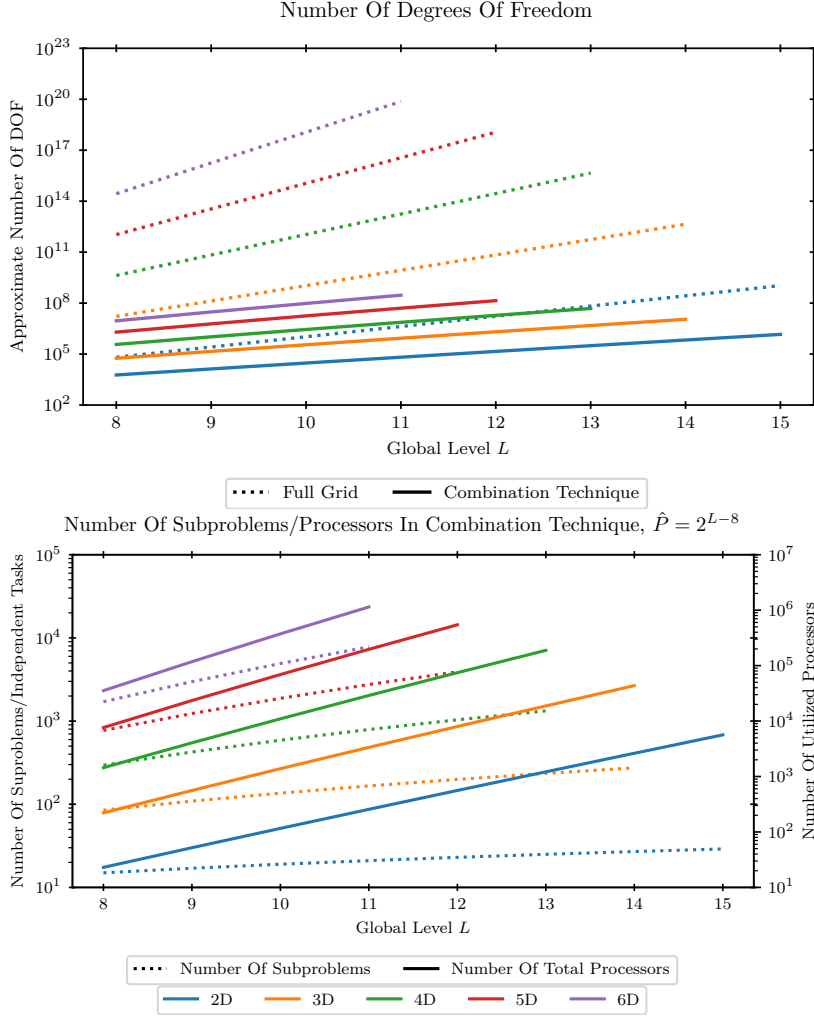 Number Of Degrees Of Freedom
Approximate Number Of DOF
10^23
10^20
10^17
10^14
10^11
10^8
10^5
10^2
8 9 10 11 12 13 14 15
Global Level L
Full Grid Combination Technique
Number Of Subproblems/Processors In Combination Technique, P̂ = 2^{L−8}
Number Of Suproblems/Independent Tasks
10^5
10^4
10^3
10^2
10^1
10^7
10^6
10^5
10^4
10^3
10^2
10^1
Number Of Utilized Processors
8 9 10 11 12 13 14 15
Global Level L
Number Of Subproblems Number Of Total Processors
2D 3D 4D 5D 6D